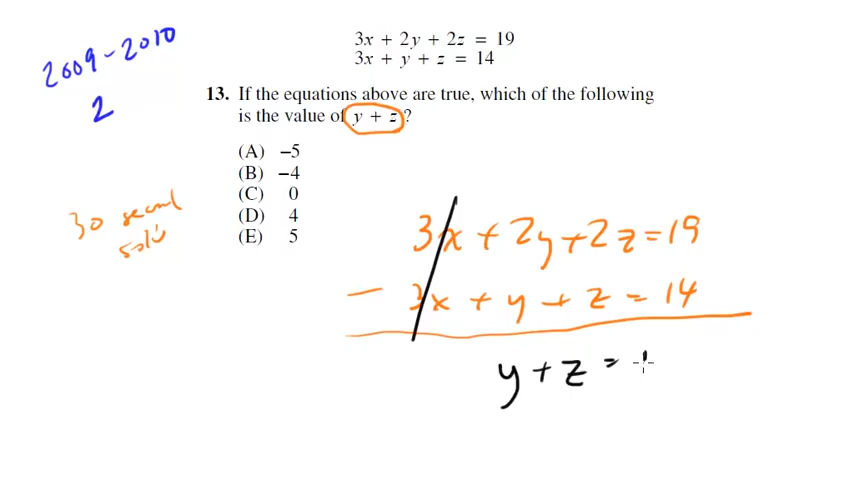 2009-2010
2
3x + 2y + 2z = 19
3x + y + z = 14
13. If the equations above are true, which of the following
is the value of y + z ?
(A) −5
(B) −4
(C) 0
(D) 4
(E) 5
30 second
3x + 2y + 2z = 19
− 3x + y + z = 14
y + z =